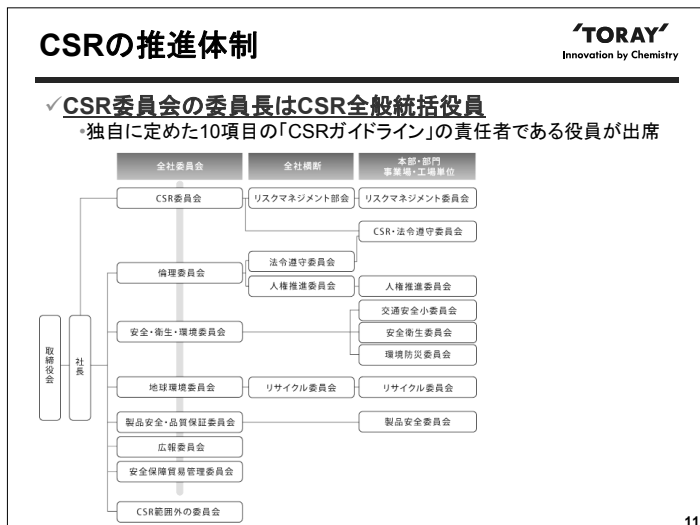 CSRの推進体制
'TORAY'
Innovation by Chemistry
✓CSR委員会の委員長はCSR全般統括役員
・独自に定めた10項目の「CSRガイドライン」の責任者である役員が出席
全社委員会
全社横断
本部・部門
事業場・工場単位
CSR委員会
リスクマネジメント部会
リスクマネジメント委員会
CSR・法令遵守委員会
倫理委員会
法令遵守委員会
人権推進委員会
人権推進委員会
交通安全小委員会
安全・衛生・環境委員会
安全衛生委員会
環境防災委員会
取締役会
社長
地球環境委員会
リサイクル委員会
リサイクル委員会
製品安全・品質保証委員会
製品安全委員会
広報委員会
安全保障貿易管理委員会
CSR範囲外の委員会
11